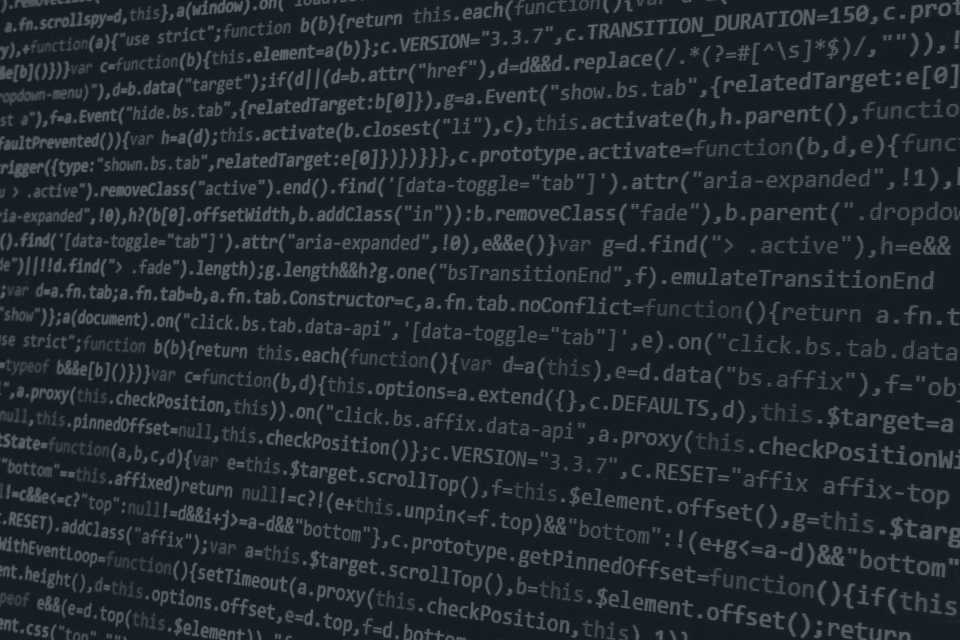 a.fn.scrollspy=d,this},a(window).on(
),+function(a){"use strict";function b(b){return this.each(function(){var
&e[b]()})}var c=function(b){this.element=a(b)};c.VERSION="3.3.7",c.TRANSITION_DURATION=150,c.prot
ropdown-menu)"),d=b.data("target");if(d||(d=b.attr("href"),d=d&&d.replace(/.*(?=#[^\s]*$)/,"")),!
st a"),f=a.Event("hide.bs.tab",{relatedTarget:b[0]}),g=a.Event("show.bs.tab",{relatedTarget:e[0]
faultPrevented()){var h=a(d);this.activate(b.closest("li"),c),this.activate(h,h.parent(),functio
rigger({type:"shown.bs.tab",relatedTarget:e[0]})})}}},c.prototype.activate=function(b,d,e){func
> .active").removeClass("active").end().find('[data-toggle="tab"]').attr("aria-expanded",!1),
ia-expanded",!0),h?(b[0].offsetWidth,b.addClass("in")):b.removeClass("fade"),b.parent(".dropdow
().find('[data-toggle="tab"]').attr("aria-expanded",!0),e&&e()}var g=d.find("> .active"),h=e&&
de")||!!d.find("> .fade").length);g.length&&h?g.one("bsTransitionEnd",f).emulateTransitionEnd
;var d=a.fn.tab;a.fn.tab=b,a.fn.tab.Constructor=c,a.fn.tab.noConflict=function(){return a.fn.t
"show")};a(document).on("click.bs.tab.data-api",'[data-toggle="tab"]',e).on("click.bs.tab.data
use strict";function b(b){return this.each(function(){var d=a(this),e=d.data("bs.affix"),f="ob
=typeof b&&e[b]()})}var c=function(b,d){this.options=a.extend({},c.DEFAULTS,d),this.$target=a
",a.proxy(this.checkPosition,this)).on("click.bs.affix.data-api",a.proxy(this.checkPositionWi
null,this.pinnedOffset=null,this.checkPosition()};c.VERSION="3.3.7",c.RESET="affix affix-top
tState=function(a,b,c,d){var e=this.$target.scrollTop(),f=this.$element.offset(),g=this.$targ
"bottom"==this.affixed)return null!=c?!(e+this.unpin<=f.top)&&"bottom":!(e+g<=a-d)&&"bottom"
l!=c&&e<=c?"top":null!=d&&i+j>=a-d&&"bottom"},c.prototype.getPinnedOffset=function(){if(this
.RESET).addClass("affix");var a=this.$target.scrollTop(),b=this.$element.offset();return
WithEventLoop=function(){setTimeout(a.proxy(this.checkPosition,this),1)}
ent.height(),d=this.options.offset,e=d.top,f=d.bottom
peof e&&(e=d.top(this.$element)),"f
ent.css("top",""